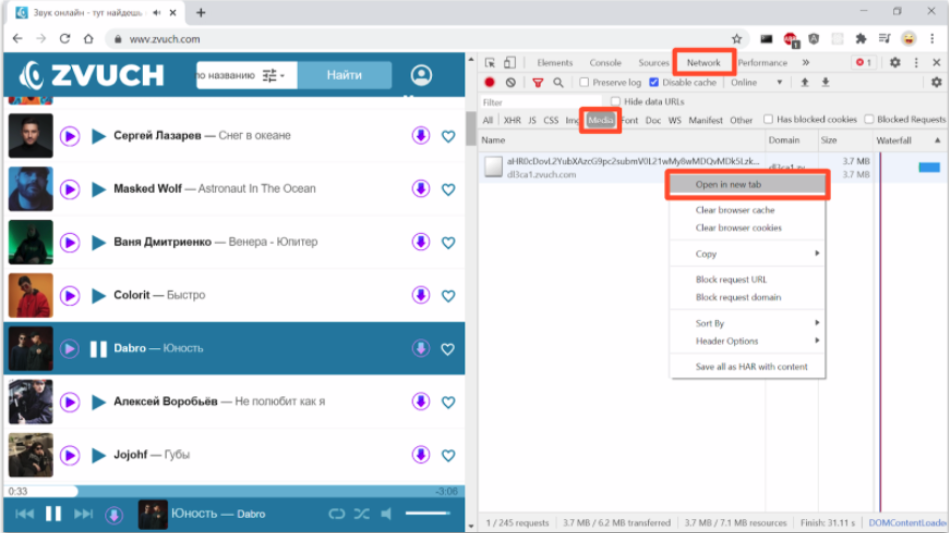 Звук онлайн - тут найдешь
www.zvuch.com
ZVUCH
по названию
Найти
Сергей Лазарев — Снег в океане
Masked Wolf — Astronaut In The Ocean
Ваня Дмитриенко — Венера - Юпитер
Colorit — Быстро
Dabro — Юность
Алексей Воробьёв — Не полюбит как я
Jojohf — Губы
0:33 -3:06
Юность — Dabro
Elements Console Sources Network Performance 1
Preserve log Disable cache Online
Filter Hide data URLs
All XHR JS CSS Img Media Font Doc WS Manifest Other Has blocked cookies Blocked Requests
Name Domain Size Waterfall
3.7 MB
dl3ca1.zvuch.com dl3ca1.zv 3.7 MB
Open in new tab
Clear browser cache
Clear browser cookies
Copy
Block request URL
Block request domain
Sort By
Header Options
Save all as HAR with content
1 / 245 requests 3.7 MB / 6.2 MB transferred 3.7 MB / 7.1 MB resources Finish: 31.11 s DOMContentLoade